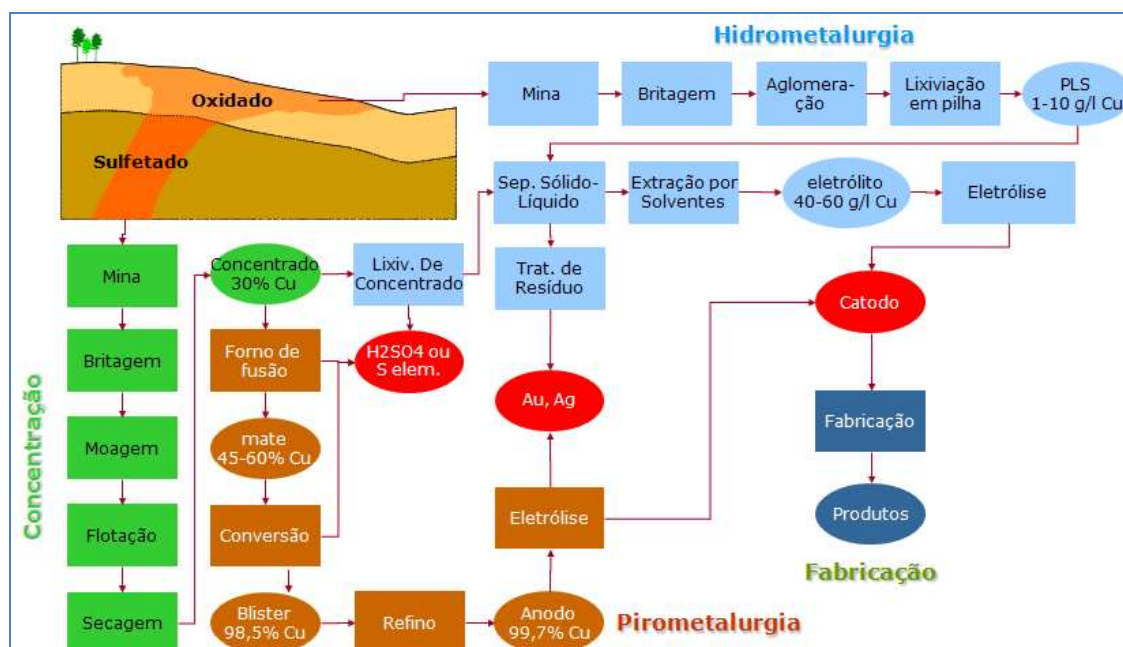 Hidrometalurgia
Oxidado
Sulfetado
Mina
Britagem
Aglomera-
ção
Lixiviação
em pilha
PLS
1-10 g/l Cu
Sep. Sólido-
Líquido
Extração por
Solventes
eletrólito
40-60 g/l Cu
Eletrólise
Mina
Concentrado
30% Cu
Lixiv. De
Concentrado
Trat. de
Resíduo
Catodo
Britagem
Forno de
fusão
H2SO4 ou
S elem.
Au, Ag
Fabricação
Concentração
Moagem
mate
45-60% Cu
Flotação
Conversão
Eletrólise
Produtos
Fabricação
Secagem
Blister
98,5% Cu
Refino
Anodo
99,7% Cu
Pirometalurgia